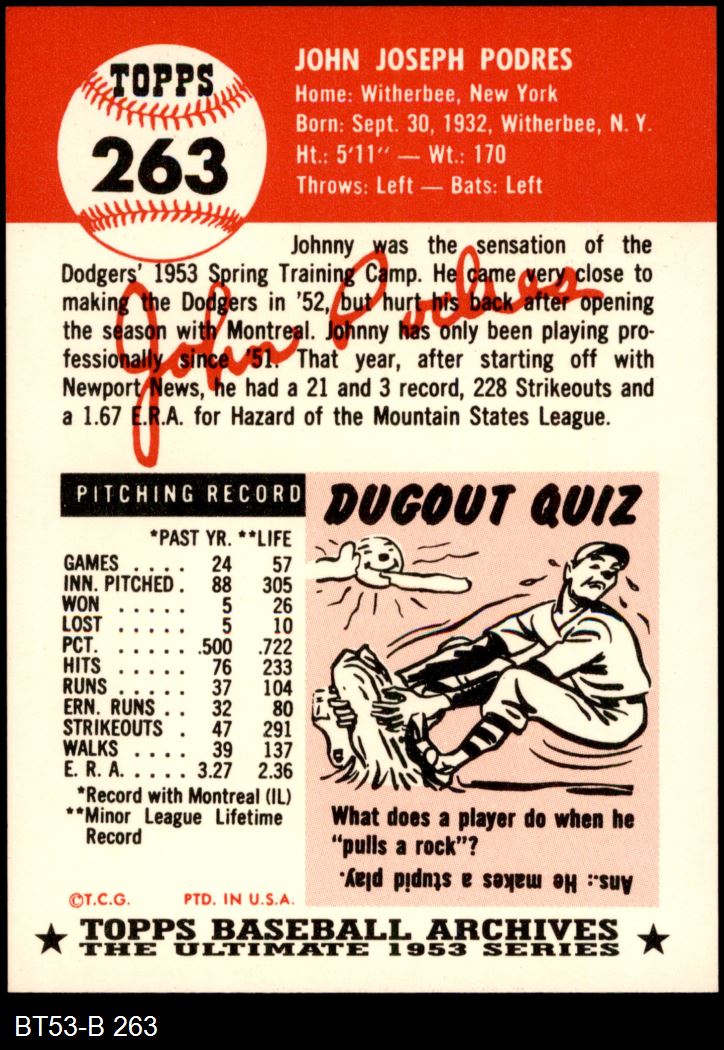 TOPPS
263
JOHN JOSEPH PODRES
Home: Witherbee, New York
Born: Sept. 30, 1932, Witherbee, N. Y.
Ht.: 5'11" — Wt.: 170
Throws: Left — Bats: Left
Johnny was the sensation of the
Dodgers' 1953 Spring Training Camp. He came very close to
making the Dodgers in '52, but hurt his back after opening
the season with Montreal. Johnny has only been playing pro-
fessionally since '51. That year, after starting off with
Newport News, he had a 21 and 3 record, 228 Strikeouts and
a 1.67 E.R.A. for Hazard of the Mountain States League.
John Podres
PITCHING RECORD
*PAST YR. **LIFE
GAMES .... 24 57
INN. PITCHED . 88 305
WON ..... 5 26
LOST ..... 5 10
PCT. ..... .500 .722
HITS ..... 76 233
RUNS .... 37 104
ERN. RUNS .. 32 80
STRIKEOUTS . 47 291
WALKS .... 39 137
E. R. A. ..... 3.27 2.36
*Record with Montreal (IL)
**Minor League Lifetime
Record
DUGOUT QUIZ
What does a player do when he
"pulls a rock"?
Ans.: He makes a stupid play.
©T.C.G. PTD. IN U.S.A.
TOPPS BASEBALL ARCHIVES
THE ULTIMATE 1953 SERIES
BT53-B 263